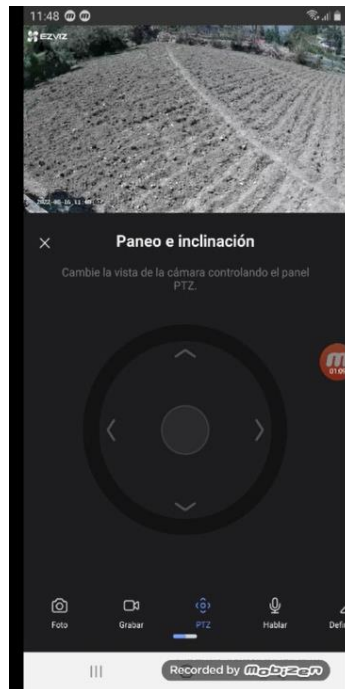 11:48
EZVIZ
Paneo e inclinación
Cambie la vista de la cámara controlando el panel
PTZ.
Foto
Grabar
PTZ
Hablar
Recorded by mobizen